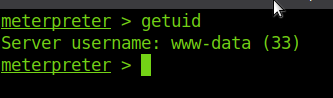 meterpreter > getuid
Server username: www-data (33)
meterpreter >